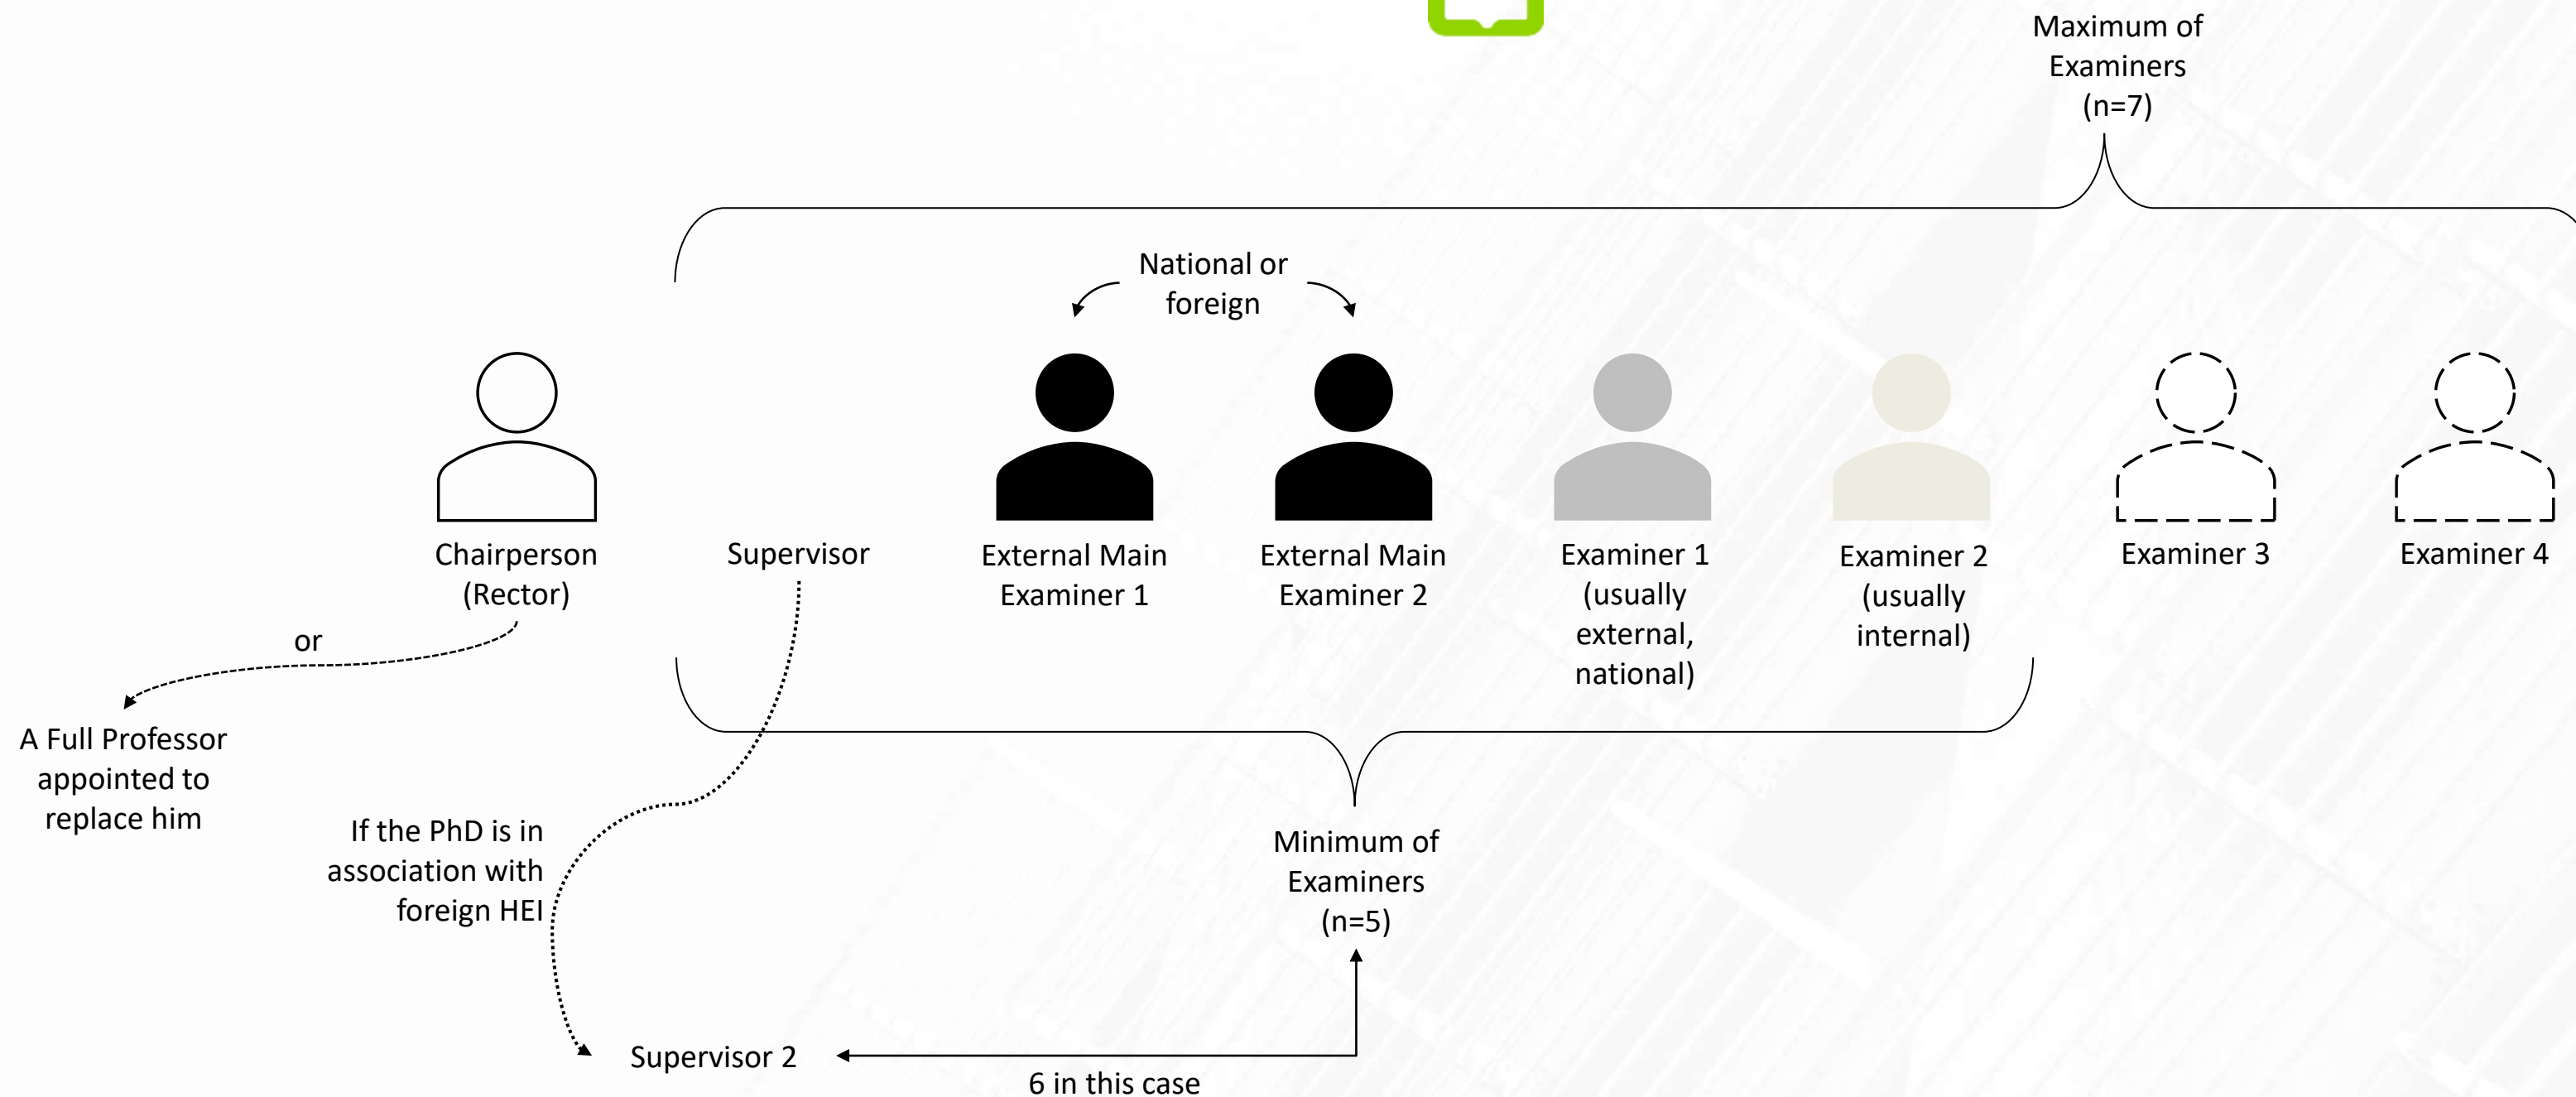 Maximum of
Examiners
(n=7)
National or
foreign
Chairperson
(Rector)
Supervisor
External Main
Examiner 1
External Main
Examiner 2
Examiner 1
(usually
external,
national)
Examiner 2
(usually
internal)
Examiner 3
Examiner 4
or
A Full Professor
appointed to
replace him
If the PhD is in
association with
foreign HEI
Minimum of
Examiners
(n=5)
Supervisor 2
6 in this case